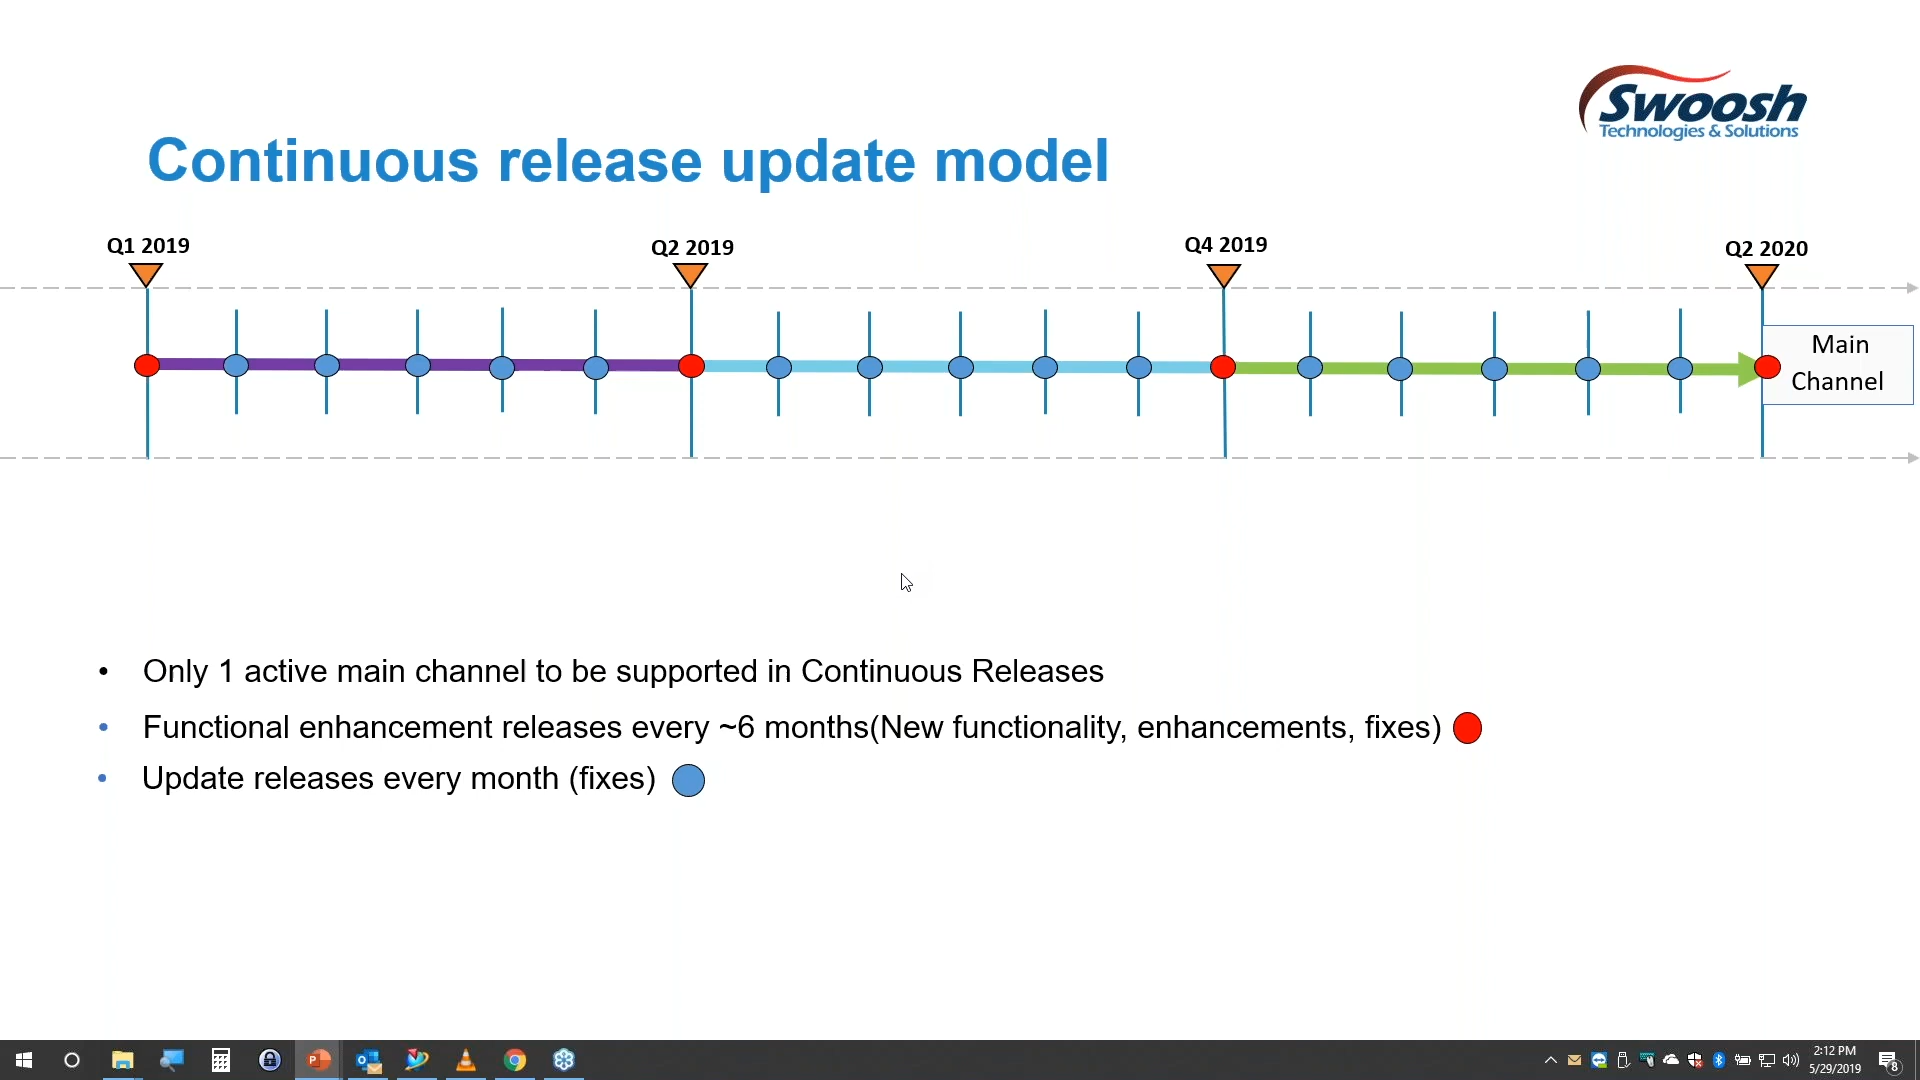 Swoosh
Technologies & Solutions
Continuous release update model
Q1 2019
Q2 2019
Q4 2019
Q2 2020
Main
Channel
• Only 1 active main channel to be supported in Continuous Releases
• Functional enhancement releases every ~6 months(New functionality, enhancements, fixes)
• Update releases every month (fixes)
2:12 PM
5/29/2019
8